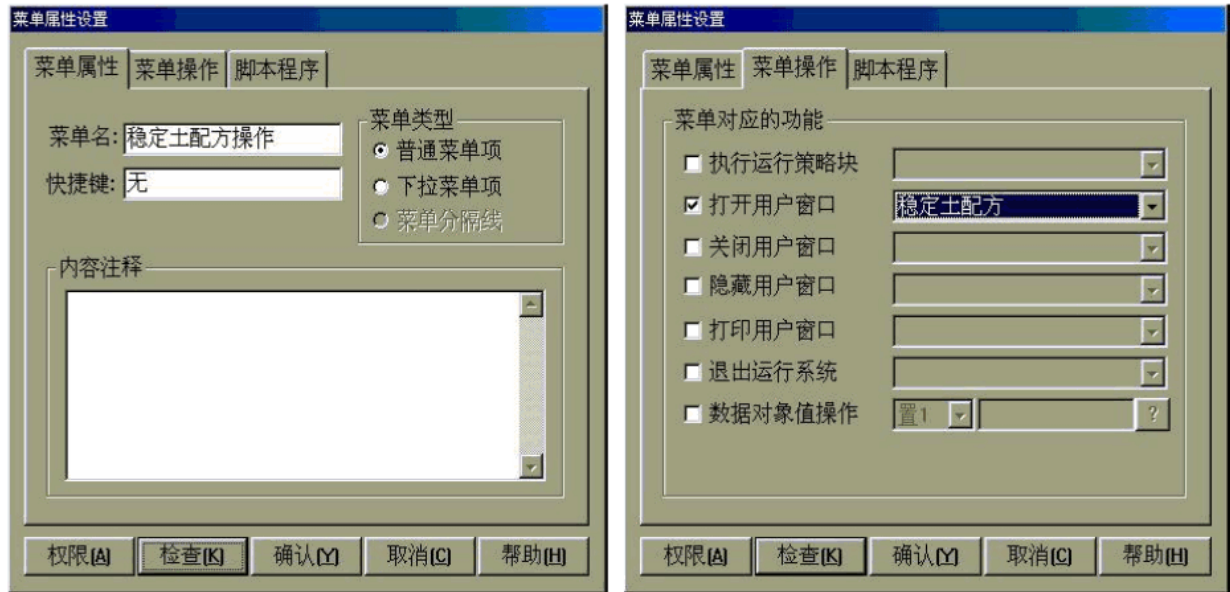 菜单属性设置
菜单属性 菜单操作 脚本程序
菜单名: 稳定土配方操作
快捷键: 无
菜单类型
普通菜单项
下拉菜单项
菜单分隔线
内容注释
权限(A) 检查(K) 确认(Y) 取消(C) 帮助(H)
菜单属性设置
菜单属性 菜单操作 脚本程序
菜单对应的功能
执行运行策略块
打开用户窗口 稳定土配方
关闭用户窗口
隐藏用户窗口
打印用户窗口
退出运行系统
数据对象值操作 置1 ?
权限(A) 检查(K) 确认(Y) 取消(C) 帮助(H)